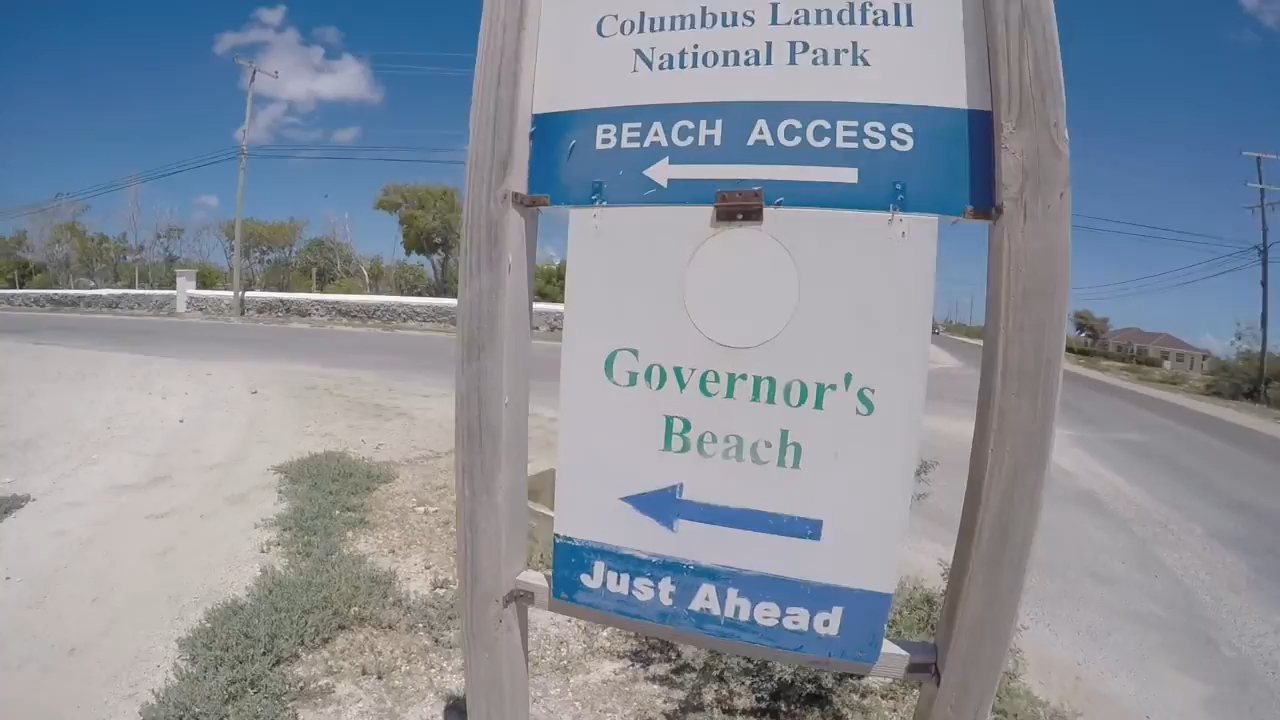 Columbus Landfall
National Park
BEACH ACCESS
Governor's
Beach
Just Ahead